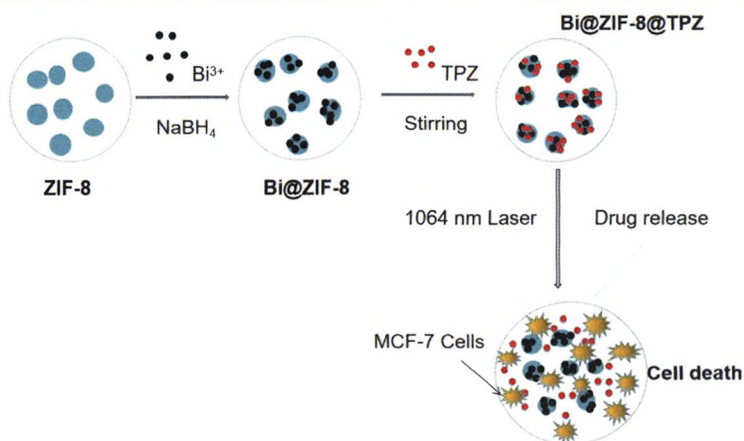 Bi@ZIF-8@TPZ
Bi³⁺
TPZ
NaBH₄
Stirring
ZIF-8
Bi@ZIF-8
1064 nm Laser
Drug release
MCF-7 Cells
Cell death